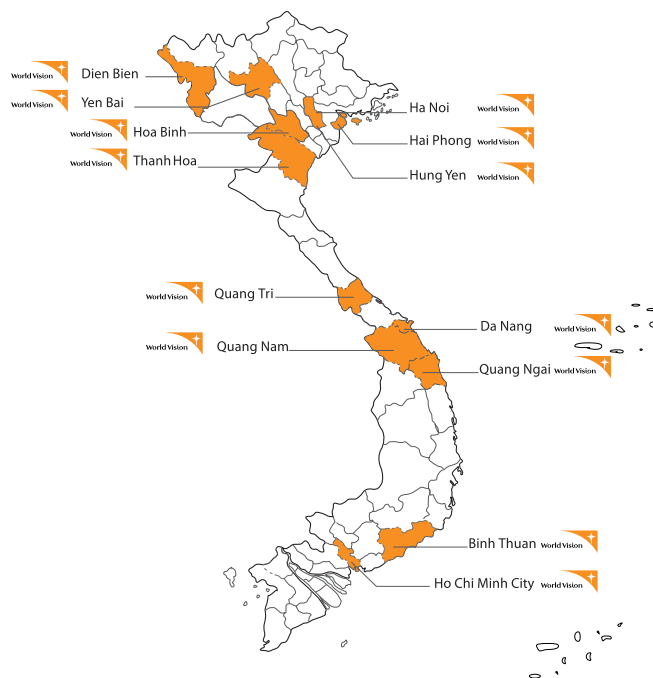 World Vision Dien Bien
World Vision Yen Bai
Ha Noi World Vision
World Vision Hoa Binh
Hai Phong World Vision
World Vision Thanh Hoa
Hung Yen World Vision
World Vision Quang Tri
Da Nang World Vision
World Vision Quang Nam
Quang Ngai World Vision
Binh Thuan World Vision
Ho Chi Minh City World Vision